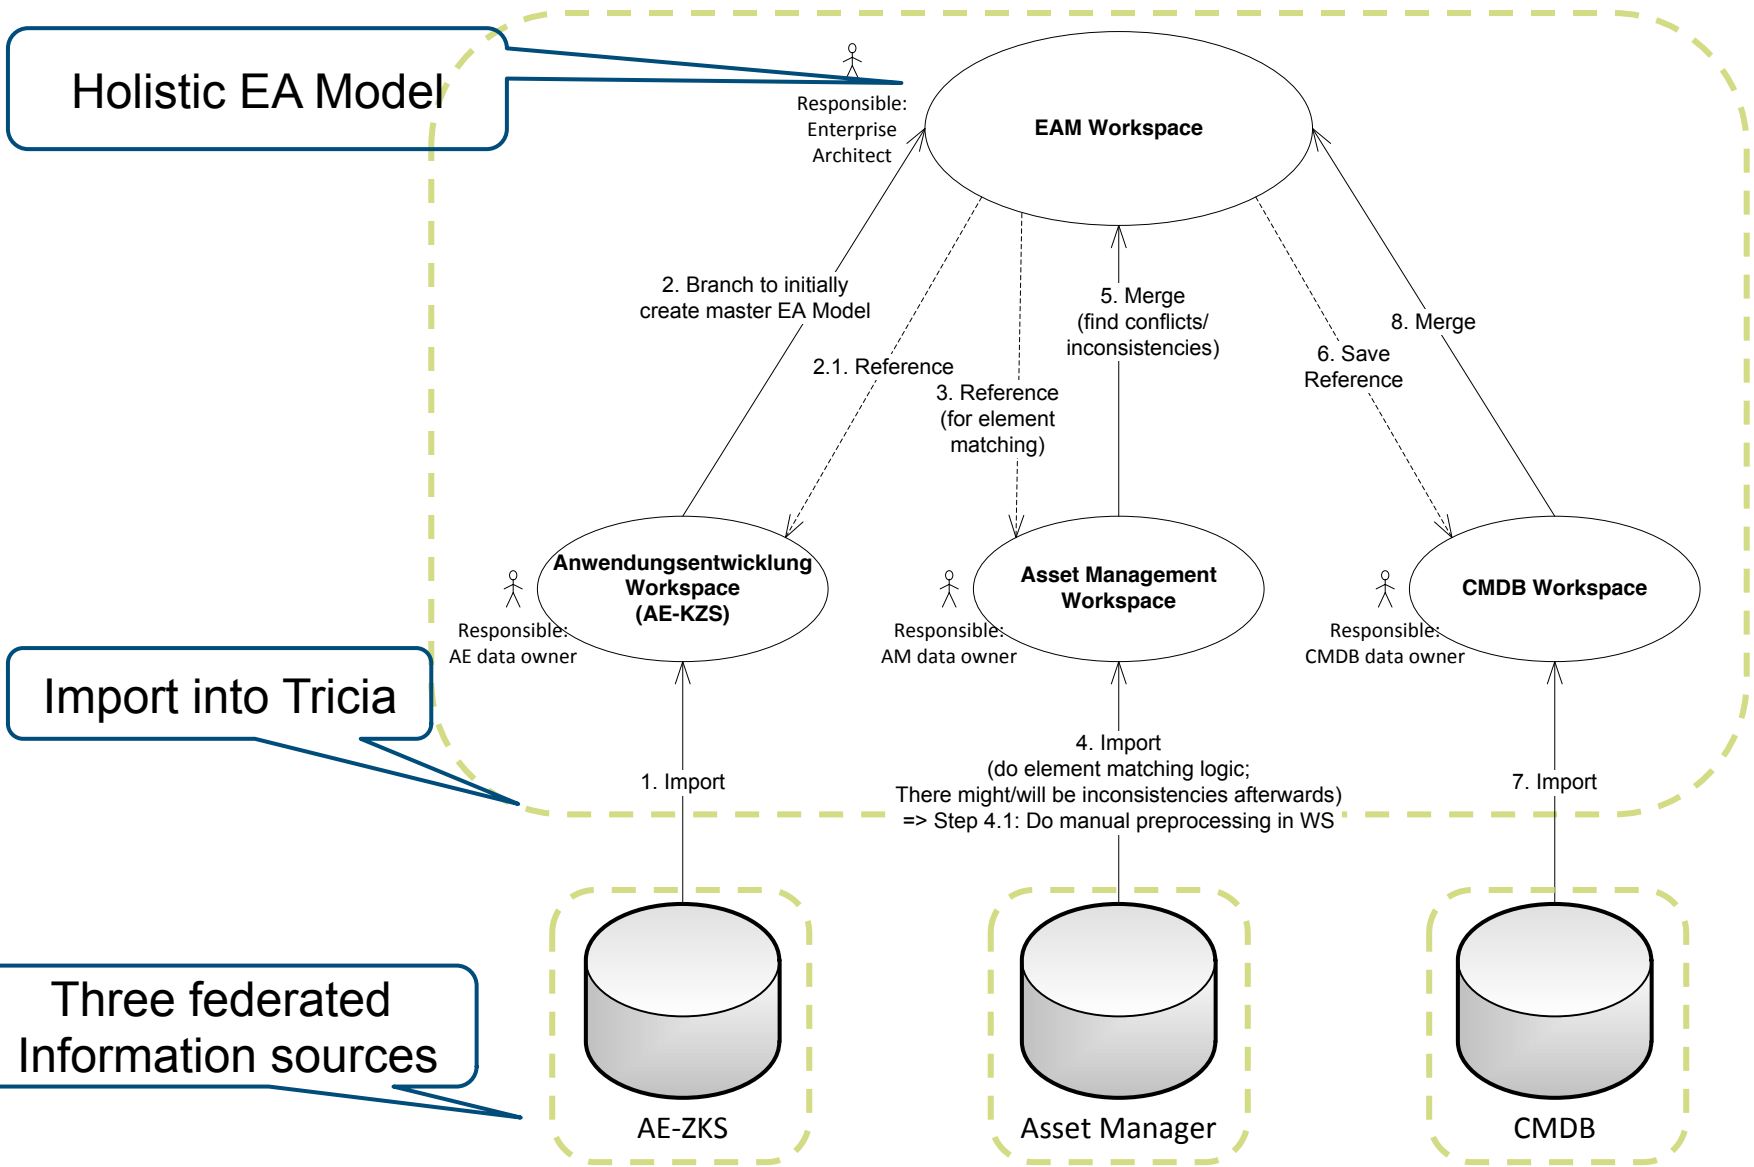 Holistic EA Model
Responsible:
Enterprise
Architect
EAM Workspace
2. Branch to initially
create master EA Model
2.1. Reference
3. Reference
(for element
matching)
5. Merge
(find conflicts/
inconsistencies)
6. Save
Reference
8. Merge
Anwendungsentwicklung
Workspace
(AE-KZS)
Responsible:
AE data owner
Asset Management
Workspace
Responsible:
AM data owner
CMDB Workspace
Responsible:
CMDB data owner
Import into Tricia
1. Import
4. Import
(do element matching logic;
There might/will be inconsistencies afterwards)
=> Step 4.1: Do manual preprocessing in WS
7. Import
Three federated
Information sources
AE-ZKS
Asset Manager
CMDB